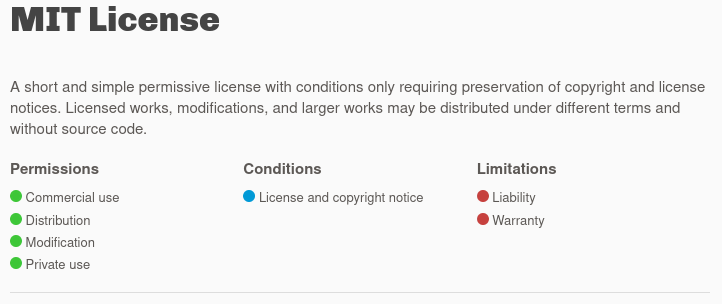 MIT License
A short and simple permissive license with conditions only requiring preservation of copyright and license
notices. Licensed works, modifications, and larger works may be distributed under different terms and
without source code.
Permissions
Commercial use
Distribution
Modification
Private use
Conditions
License and copyright notice
Limitations
Liability
Warranty